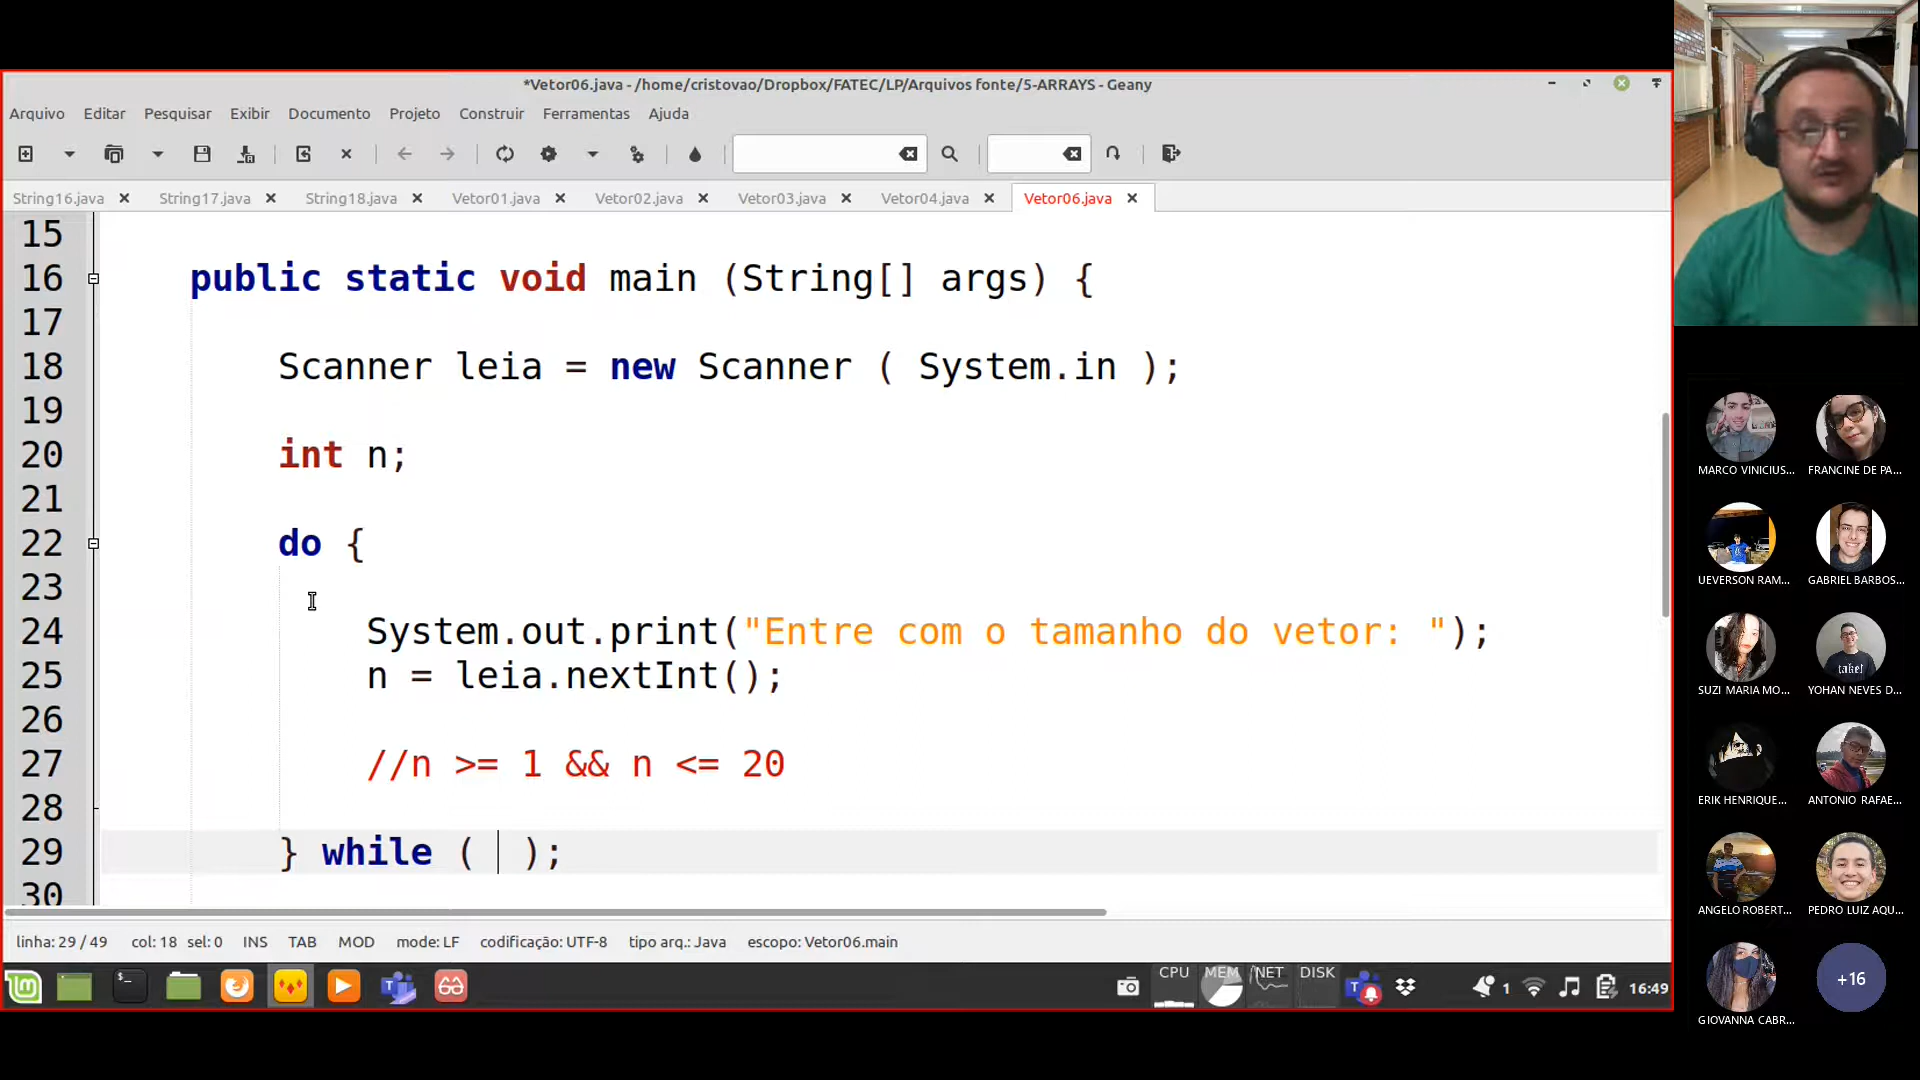 *Vetor06.java - /home/cristovao/Dropbox/FATEC/LP/Arquivos fonte/5-ARRAYS - Geany
Arquivo Editar Pesquisar Exibir Documento Projeto Construir Ferramentas Ajuda
String16.java String17.java String18.java Vetor01.java Vetor02.java Vetor03.java Vetor04.java Vetor06.java
15
16 public static void main (String[] args) {
17
18 Scanner leia = new Scanner ( System.in );
19
20 int n;
21
22 do {
23
24 System.out.print("Entre com o tamanho do vetor: ");
25 n = leia.nextInt();
26
27 //n >= 1 && n <= 20
28
29 } while ( );
30
linha: 29 / 49 col: 18 sel: 0 INS TAB MOD mode: LF codificação: UTF-8 tipo arq.: Java escopo: Vetor06.main
CPU MEM NET DISK 1 16:49
MARCO VINICIUS... FRANCINE DE PA...
UEVERSON RAM... GABRIEL BARBOS...
SUZI MARIA MO... YOHAN NEVES D...
ERIK HENRIQUE... ANTONIO RAFAE...
ANGELO ROBERT... PEDRO LUIZ AQU...
+16
GIOVANNA CABR...